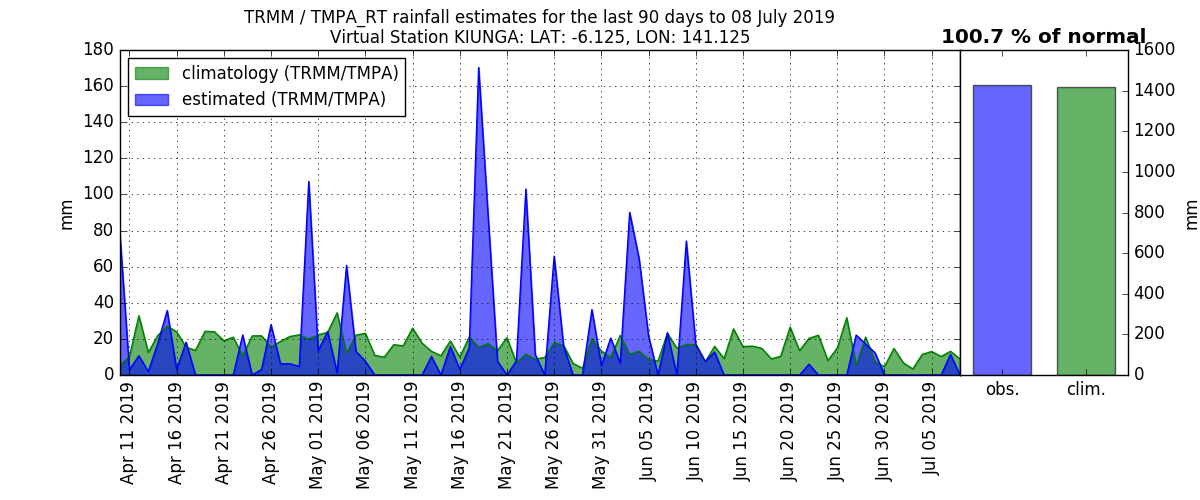 TRMM / TMPA_RT rainfall estimates for the last 90 days to 08 July 2019
Virtual Station KIUNGA: LAT: -6.125, LON: 141.125
100.7 % of normal
climatology (TRMM/TMPA)
estimated (TRMM/TMPA)
180
160
140
120
100
80
60
40
20
0
mm
Apr 11 2019
Apr 16 2019
Apr 21 2019
Apr 26 2019
May 01 2019
May 06 2019
May 11 2019
May 16 2019
May 21 2019
May 26 2019
May 31 2019
Jun 05 2019
Jun 10 2019
Jun 15 2019
Jun 20 2019
Jun 25 2019
Jun 30 2019
Jul 05 2019
obs.
clim.
1600
1400
1200
1000
800
600
400
200
0
mm